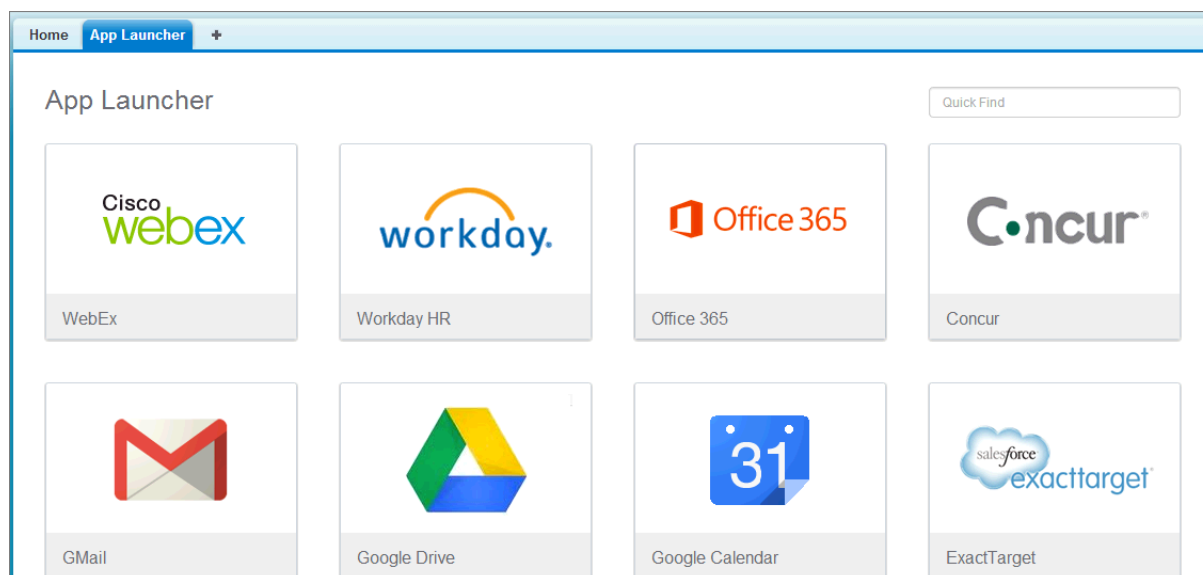 Home App Launcher +
App Launcher
Quick Find
Cisco
webex
workday.
Office 365
Concur®
WebEx
Workday HR
Office 365
Concur
31
salesforce
exacttarget
GMail
Google Drive
Google Calendar
ExactTarget